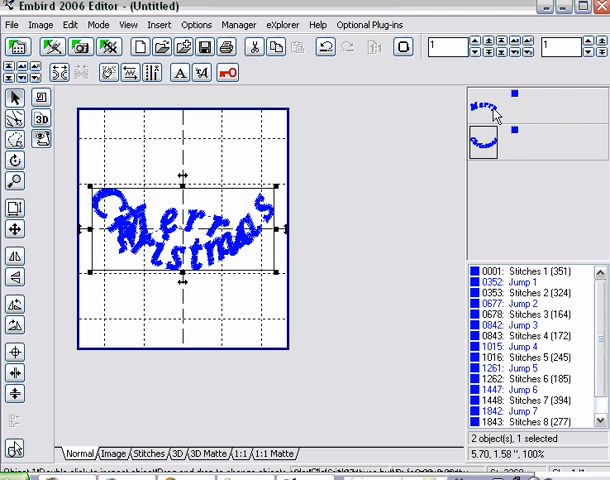 Embird 2006 Editor - (Untitled)
File Edit Mode View Insert Options Manager eXplorer Help Optional Plug-ins
1 1
A A
3D
Merry
Christmas
0001: Stitches 1 (351)
0352: Jump 1
0353: Stitches 2 (324)
0677: Jump 2
0678: Stitches 3 (164)
0842: Jump 3
0843: Stitches 4 (172)
1015: Jump 4
1016: Stitches 5 (245)
1261: Jump 5
1262: Stitches 6 (185)
1447: Jump 6
1448: Stitches 7 (394)
1842: Jump 7
1843: Stitches 8 (277)
2 object(s), 1 selected
5.70, 1.58 '', 100%
Normal Image Stitches 3D 3D Matte 1:1 1:1 Matte